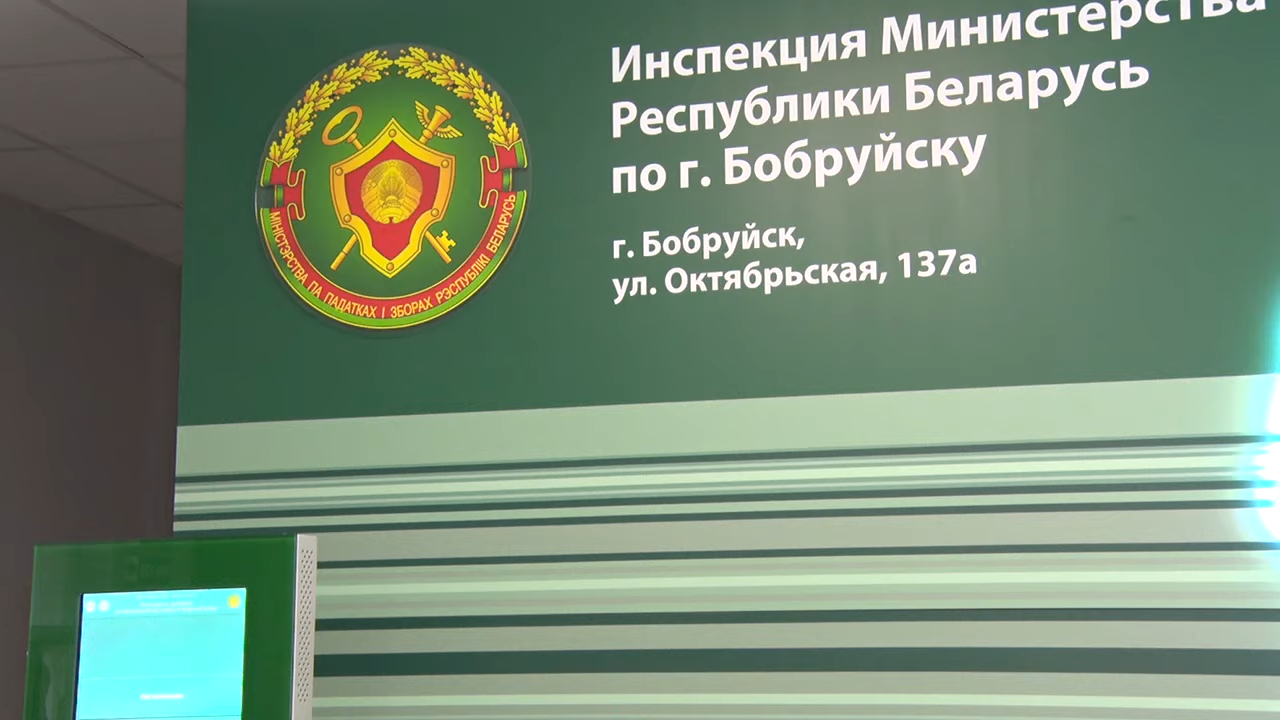 Инспекция Министерства
Республики Беларусь
по г. Бобруйску
г. Бобруйск,
ул. Октябрьская, 137а
МІНІСТЭРСТВА ПА ПАДАТКАХ І ЗБОРАХ РЭСПУБЛІКІ БЕЛАРУСЬ